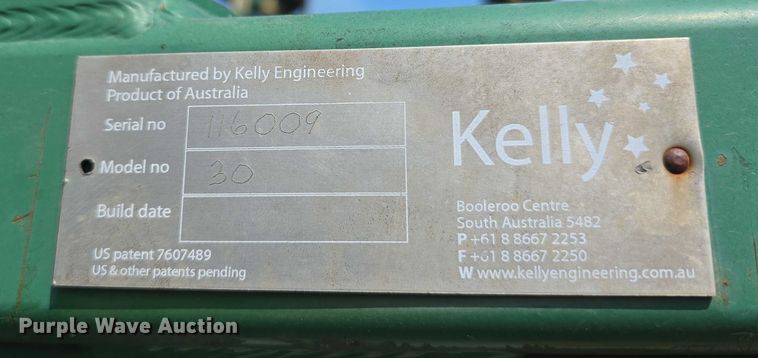 Manufactured by Kelly Engineering
Product of Australia
Serial no 116009
Model no 30
Build date
US patent 7607489
US & other patents pending
Kelly
Booleroo Centre
South Australia 5482
P +61 8 8667 2253
F +61 8 8667 2250
W www.kellyengineering.com.au
Purple Wave Auction